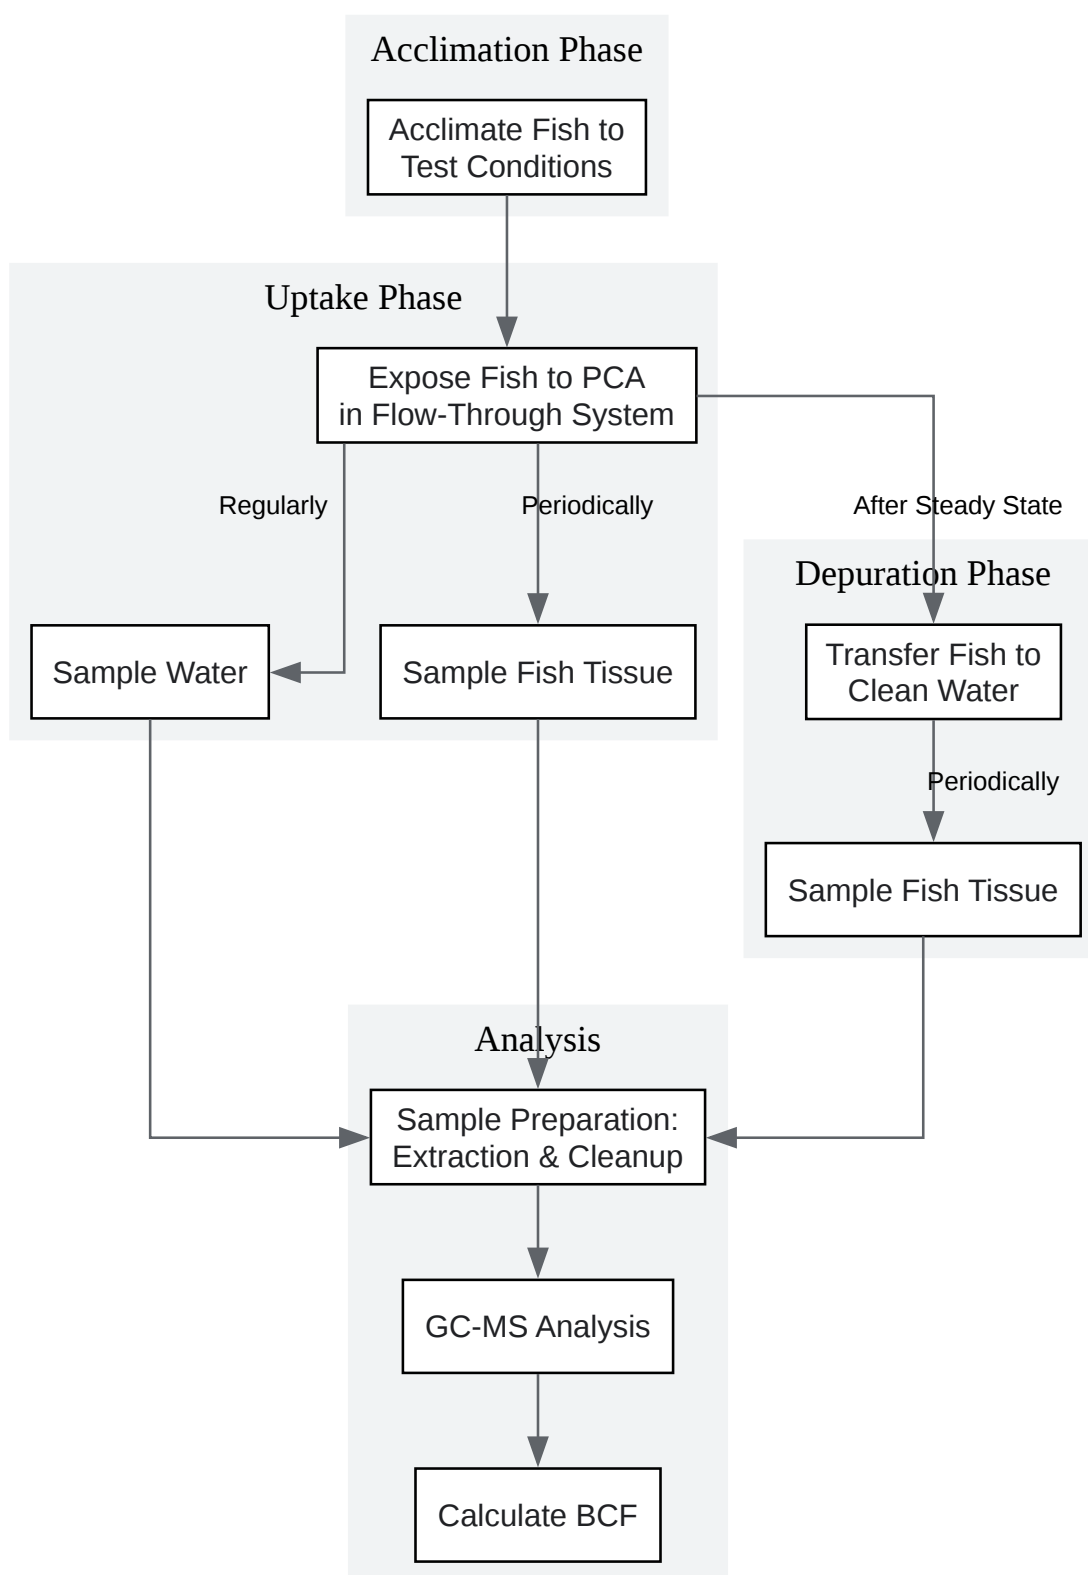 Acclimation Phase
Acclimate Fish to
Test Conditions
Uptake Phase
Expose Fish to PCA
in Flow-Through System
Regularly
Periodically
After Steady State
Depuration Phase
Sample Water
Sample Fish Tissue
Transfer Fish to
Clean Water
Periodically
Sample Fish Tissue
Analysis
Sample Preparation:
Extraction & Cleanup
GC-MS Analysis
Calculate BCF